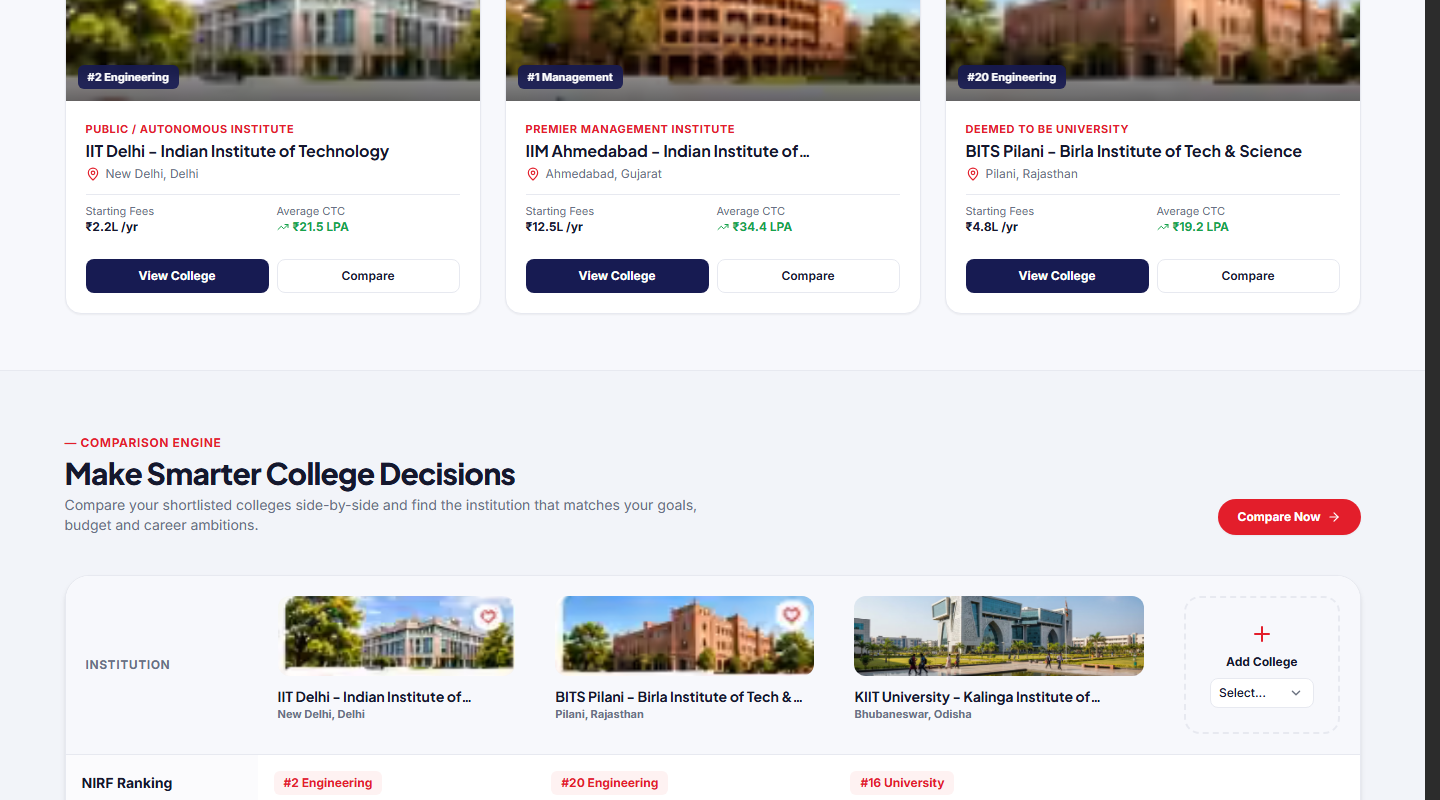 #2 Engineering
PUBLIC / AUTONOMOUS INSTITUTE
IIT Delhi – Indian Institute of Technology
New Delhi, Delhi
Starting Fees
Average CTC
₹2.2L /yr
₹21.5 LPA
View College
Compare
#1 Management
PREMIER MANAGEMENT INSTITUTE
IIM Ahmedabad – Indian Institute of...
Ahmedabad, Gujarat
Starting Fees
Average CTC
₹12.5L /yr
₹34.4 LPA
View College
Compare
#20 Engineering
DEEMED TO BE UNIVERSITY
BITS Pilani – Birla Institute of Tech & Science
Pilani, Rajasthan
Starting Fees
Average CTC
₹4.8L /yr
₹19.2 LPA
View College
Compare
— COMPARISON ENGINE
Make Smarter College Decisions
Compare your shortlisted colleges side-by-side and find the institution that matches your goals,
budget and career ambitions.
Compare Now
INSTITUTION
IIT Delhi – Indian Institute of...
New Delhi, Delhi
BITS Pilani – Birla Institute of Tech & ...
Pilani, Rajasthan
KIIT University – Kalinga Institute of...
Bhubaneswar, Odisha
Add College
Select...
NIRF Ranking
#2 Engineering
#20 Engineering
#16 University